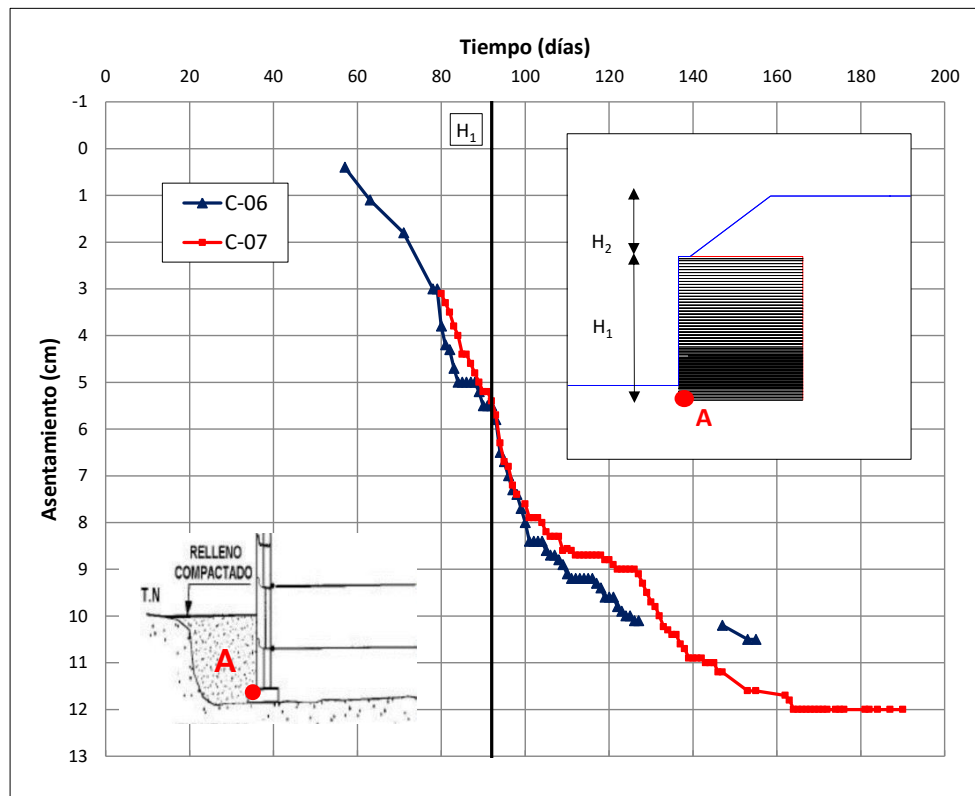 Tiempo (días)
0 20 40 60 80 100 120 140 160 180 200
-1
0
1
2
3
4
5
6
7
8
9
10
11
12
13
Asentamiento (cm)
H1
C-06
C-07
H2
H1
A
RELLENO
COMPACTADO
T.N
A